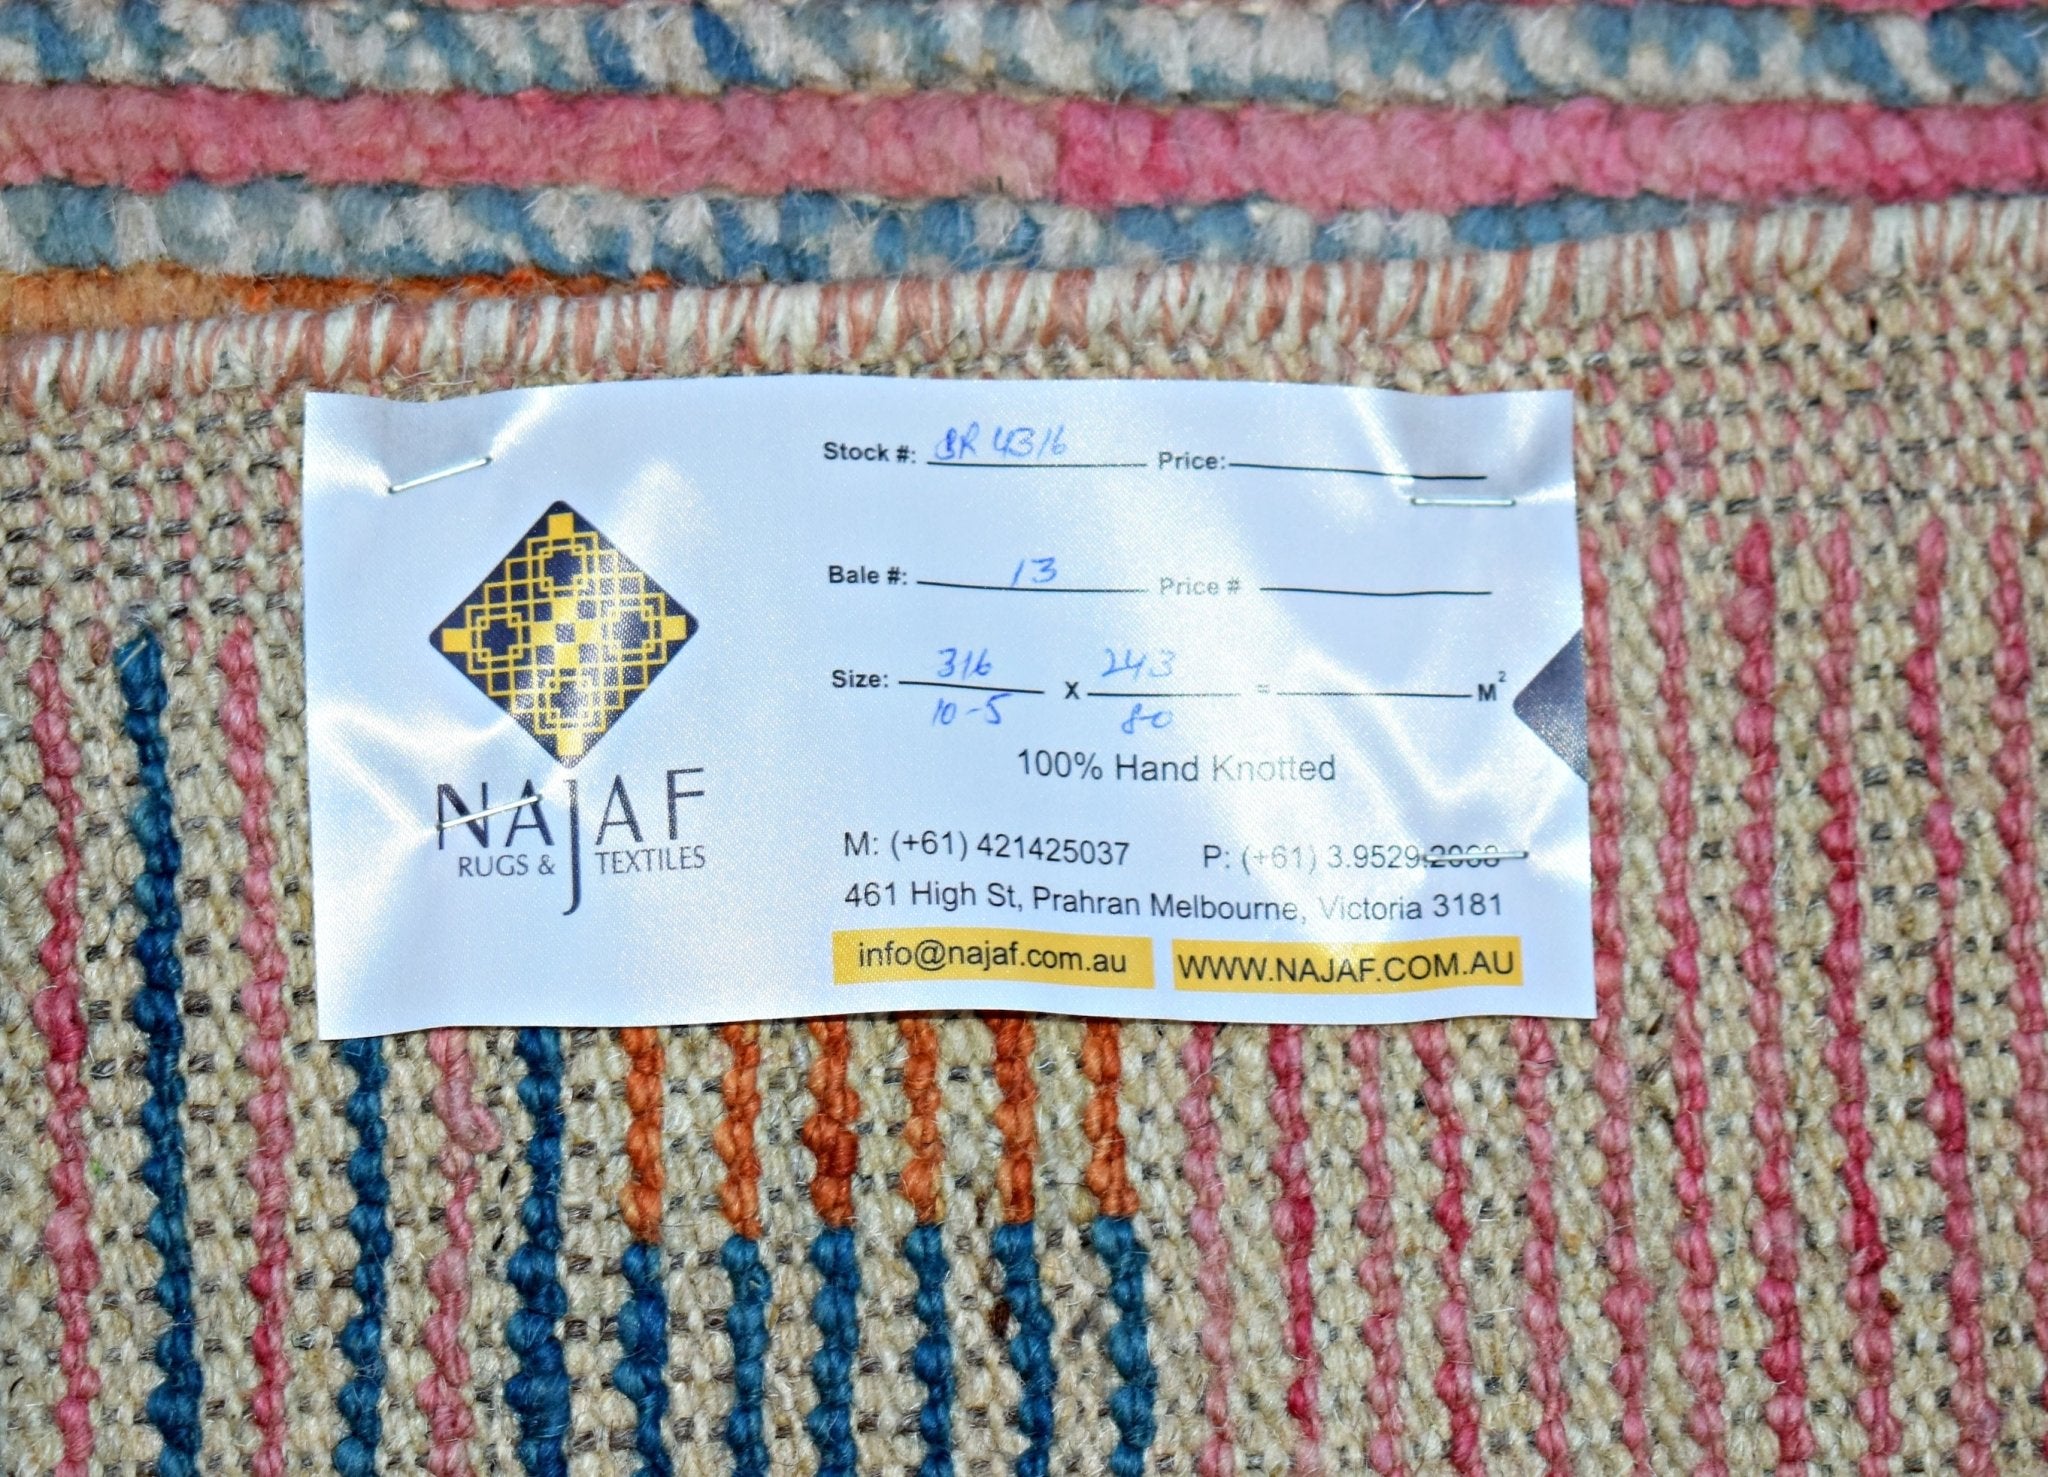 Stock #: BR 4316 Price:
Bale #: 13 Price #
Size: 316 X 243 = M²
10-5 80
100% Hand Knotted
NAJAF
RUGS & TEXTILES
M: (+61) 421425037 P: (+61) 3.9529.2068
461 High St, Prahran Melbourne, Victoria 3181
info@najaf.com.au WWW.NAJAF.COM.AU